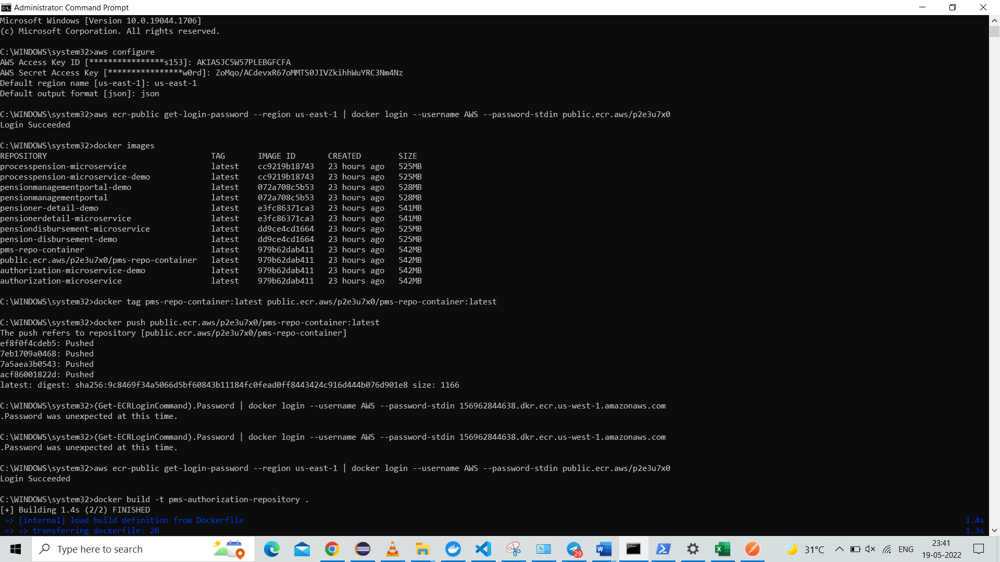 Administrator: Command Prompt
Microsoft Windows [Version 10.0.19044.1706]
(c) Microsoft Corporation. All rights reserved.
C:\WINDOWS\system32>aws configure
AWS Access Key ID [****************s153]: AKIASJC5W57PLEBGFCFA
AWS Secret Access Key [****************w0rd]: 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
Default region name [us-east-1]: us-east-1
Default output format [json]: json
C:\WINDOWS\system32>aws ecr-public get-login-password --region us-east-1 | docker login --username AWS --password-stdin public.ecr.aws/p2e3u7x0
Login Succeeded
C:\WINDOWS\system32>docker images
REPOSITORY TAG IMAGE ID CREATED SIZE
processpension-microservice latest cc9219b18743 23 hours ago 525MB
processpension-microservice-demo latest cc9219b18743 23 hours ago 525MB
pensionmanagementportal-demo latest 072a708c5b53 23 hours ago 528MB
pensionmanagementportal latest 072a708c5b53 23 hours ago 528MB
pensioner-detail-demo latest e3fc86371ca3 23 hours ago 541MB
pensionerdetail-microservice latest e3fc86371ca3 23 hours ago 541MB
pensiondisbursement-microservice latest dd9ce4cd1664 23 hours ago 525MB
pension-disbursement-demo latest dd9ce4cd1664 23 hours ago 525MB
pms-repo-container latest 979b62dab411 23 hours ago 542MB
public.ecr.aws/p2e3u7x0/pms-repo-container latest 979b62dab411 23 hours ago 542MB
authorization-microservice-demo latest 979b62dab411 23 hours ago 542MB
authorization-microservice latest 979b62dab411 23 hours ago 542MB
C:\WINDOWS\system32>docker tag pms-repo-container:latest public.ecr.aws/p2e3u7x0/pms-repo-container:latest
C:\WINDOWS\system32>docker push public.ecr.aws/p2e3u7x0/pms-repo-container:latest
The push refers to repository [public.ecr.aws/p2e3u7x0/pms-repo-container]
ef8f0f4cdeb5: Pushed
7eb1709a0468: Pushed
7a5aea3b0543: Pushed
acf86001822d: Pushed
latest: digest: sha256:9c8469f34a5066d5bf60843b11184fc0fead0ff8443424c916d444b076d901e8 size: 1166
C:\WINDOWS\system32>(Get-ECRLoginCommand).Password | docker login --username AWS --password-stdin 156962844638.dkr.ecr.us-west-1.amazonaws.com
.Password was unexpected at this time.
C:\WINDOWS\system32>(Get-ECRLoginCommand).Password | docker login --username AWS --password-stdin 156962844638.dkr.ecr.us-west-1.amazonaws.com
.Password was unexpected at this time.
C:\WINDOWS\system32>aws ecr-public get-login-password --region us-east-1 | docker login --username AWS --password-stdin public.ecr.aws/p2e3u7x0
Login Succeeded
C:\WINDOWS\system32>docker build -t pms-authorization-repository .
[+] Building 1.4s (2/2) FINISHED
=> [internal] load build definition from Dockerfile 1.4s
=> => transferring dockerfile: 2B 1.3s
Type here to search
29
31°C
ENG
23:41
19-05-2022